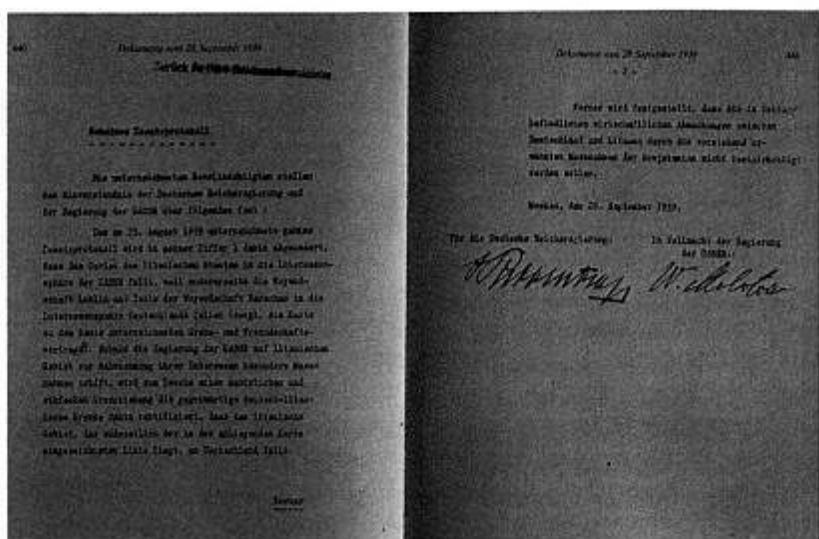 440
Dokumente vom 28. September 1939
Geheimes Zusatzprotokoll
Die unterzeichneten Bevollmächtigten stellen
das Einverständnis der Deutschen Reichsregierung und
der Regierung der UdSSR über folgendes fest:
Das am 23. August 1939 unterzeichnete geheime
Zusatzprotokoll wird in seiner Ziffer 1 dahin abgeändert,
dass das Gebiet des litauischen Staates in die Interessen-
sphäre der UdSSR fällt, weil andererseits die Woywod-
schaft Lublin und Teile der Woywodschaft Warschau in die
Interessensphäre Deutschlands fallen (vergl. die Karte
zu dem heute unterzeichneten Grenz- und Freundschafts-
vertrage). Sobald die Regierung der UdSSR auf litauischem
Gebiet zur Wahrnehmung ihrer Interessen besondere Mass-
nahmen trifft, wird zum Zwecke einer natürlichen und
einfachen Grenzziehung die gegenwärtige deutsch-litau-
ische Grenze dahin rektifiziert, dass das litauische
Gebiet, das südwestlich der in der anliegenden Karte
eingezeichneten Linie liegt, an Deutschland fällt.
Ferner
Dokumente vom 28. September 1939
- 2 -
Ferner wird festgestellt, dass die in
wirtschaftlichen Abmachungen zwischen
Deutschland und Litauen durch die vorstehend er-
wähnten Massnahmen der Sowjetunion nicht beeinträchtigt
werden sollen.
Moskau, den 28. September 1939.
Für die Deutsche Reichsregierung:
In Vollmacht der Regierung
der UdSSR:
W. Molotow